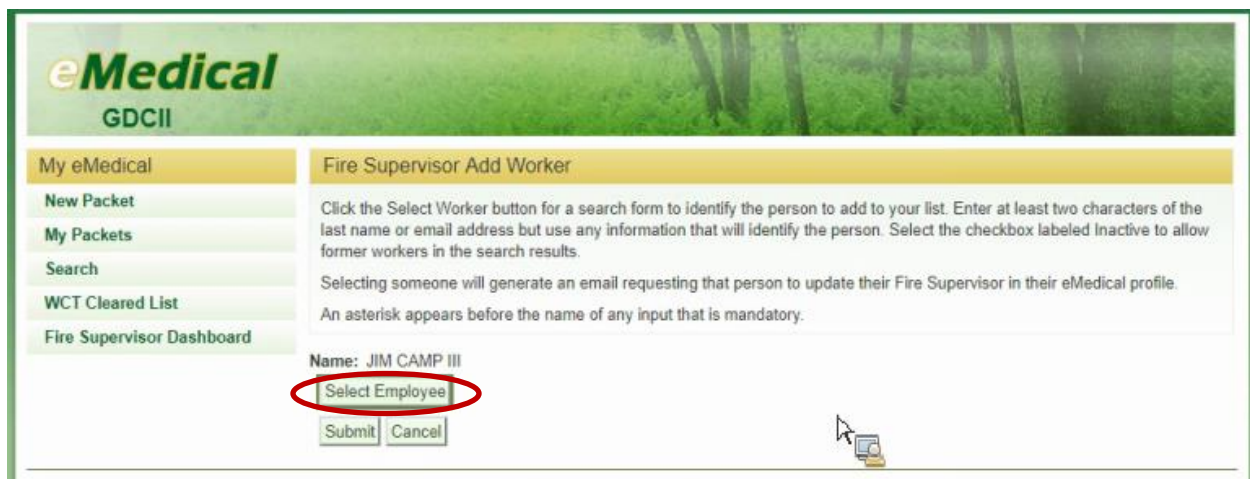 eMedical
GDCII
My eMedical
New Packet
My Packets
Search
WCT Cleared List
Fire Supervisor Dashboard
Fire Supervisor Add Worker
Click the Select Worker button for a search form to identify the person to add to your list. Enter at least two characters of the
last name or email address but use any information that will identify the person. Select the checkbox labeled Inactive to allow
former workers in the search results.
Selecting someone will generate an email requesting that person to update their Fire Supervisor in their eMedical profile.
An asterisk appears before the name of any input that is mandatory.
Name: JIM CAMP III
Select Employee
Submit Cancel